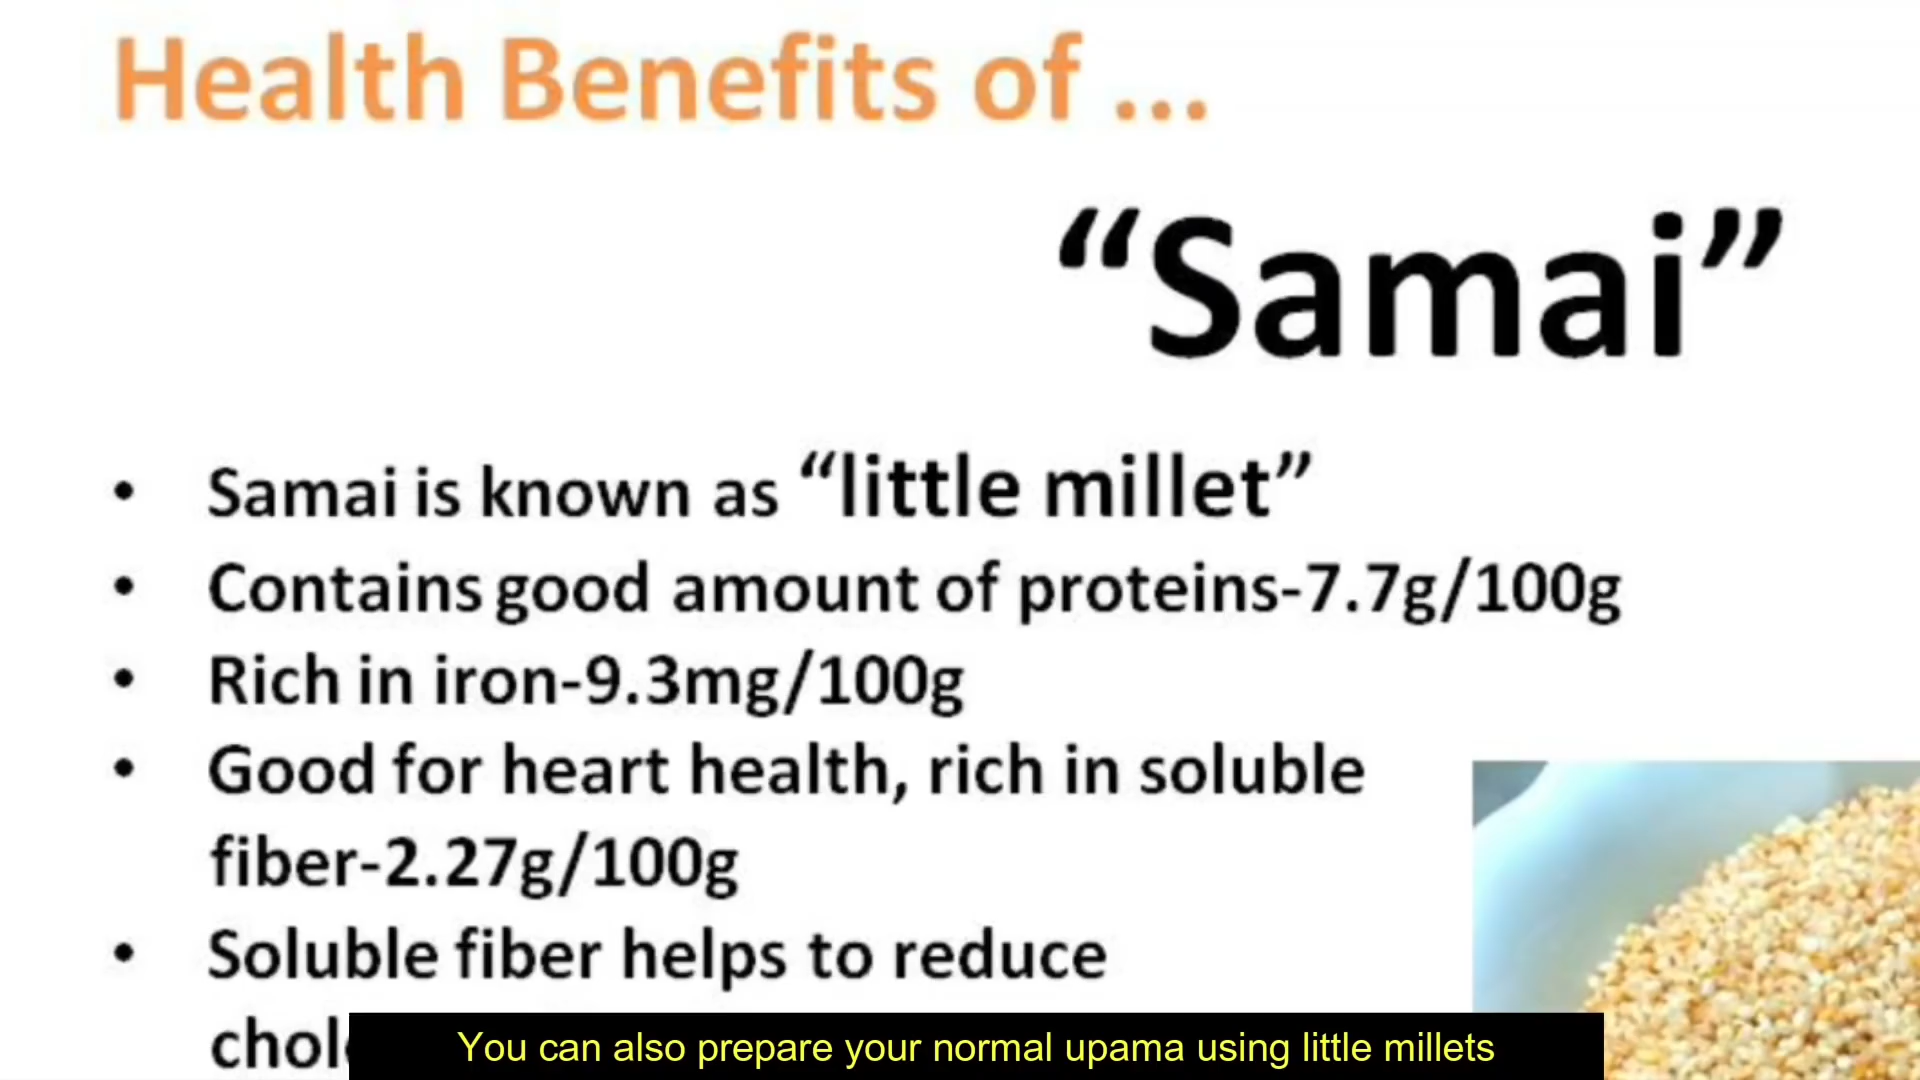 Health Benefits of ...
“Samai”
• Samai is known as “little millet”
• Contains good amount of proteins-7.7g/100g
• Rich in iron-9.3mg/100g
• Good for heart health, rich in soluble
fiber-2.27g/100g
• Soluble fiber helps to reduce
You can also prepare your normal upama using little millets